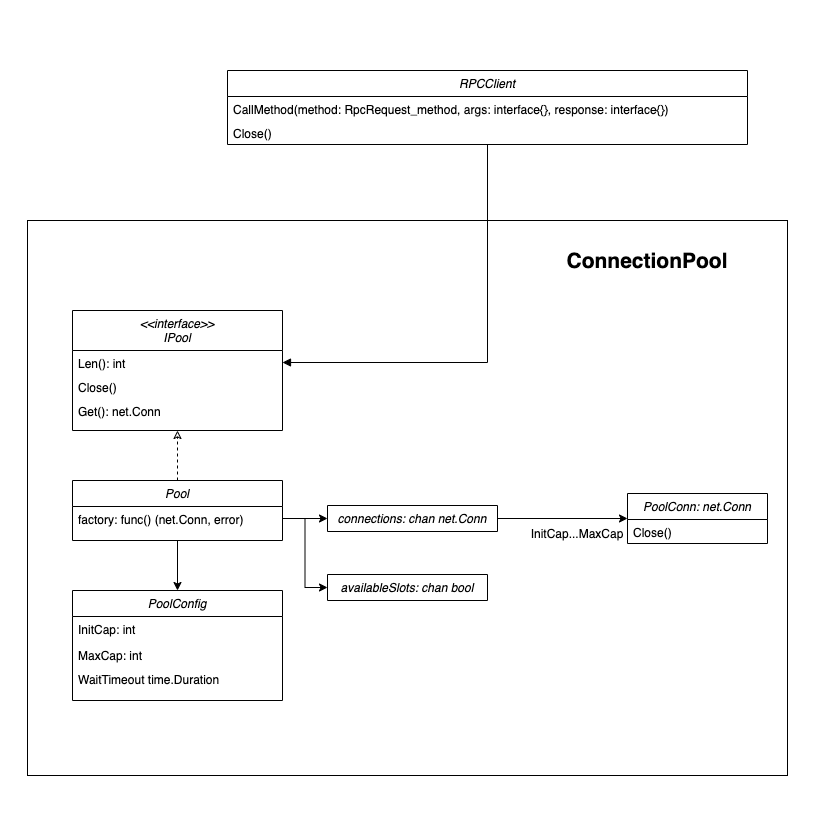 RPCClient
CallMethod(method: RpcRequest_method, args: interface{}, response: interface{})
Close()
ConnectionPool
<<interface>>
IPool
Len(): int
Close()
Get(): net.Conn
Pool
factory: func() (net.Conn, error)
connections: chan net.Conn
InitCap...MaxCap
PoolConn: net.Conn
Close()
availableSlots: chan bool
PoolConfig
InitCap: int
MaxCap: int
WaitTimeout time.Duration